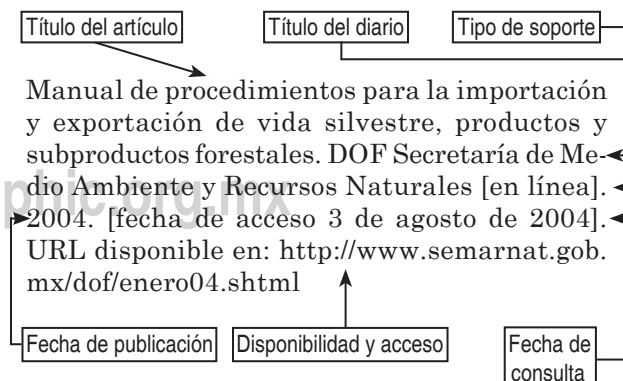 Título del artículo Título del diario Tipo de soporte
Manual de procedimientos para la importación
y exportación de vida silvestre, productos y
subproductos forestales. DOF Secretaría de Me-
dio Ambiente y Recursos Naturales [en línea].
2004. [fecha de acceso 3 de agosto de 2004].
URL disponible en: http://www.semarnat.gob.
mx/dof/enero04.shtml
Fecha de publicación Disponibilidad y acceso Fecha de
consulta
phic.org.mx